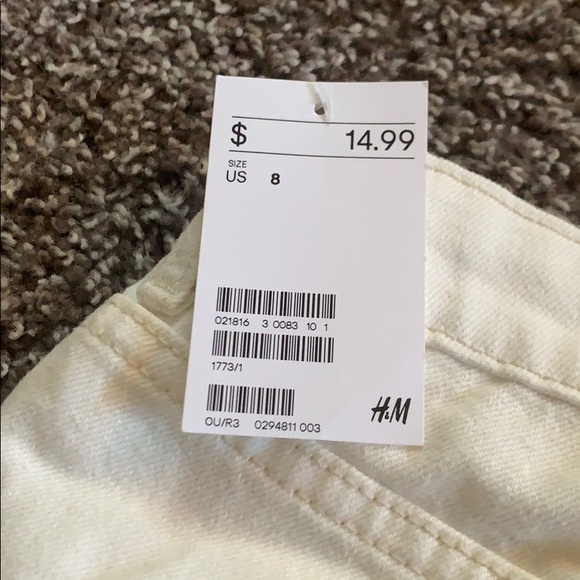 $ 14.99
SIZE
US 8
021816 3 0083 10 1
1773/1
OU/R3 0294811 003
H&M